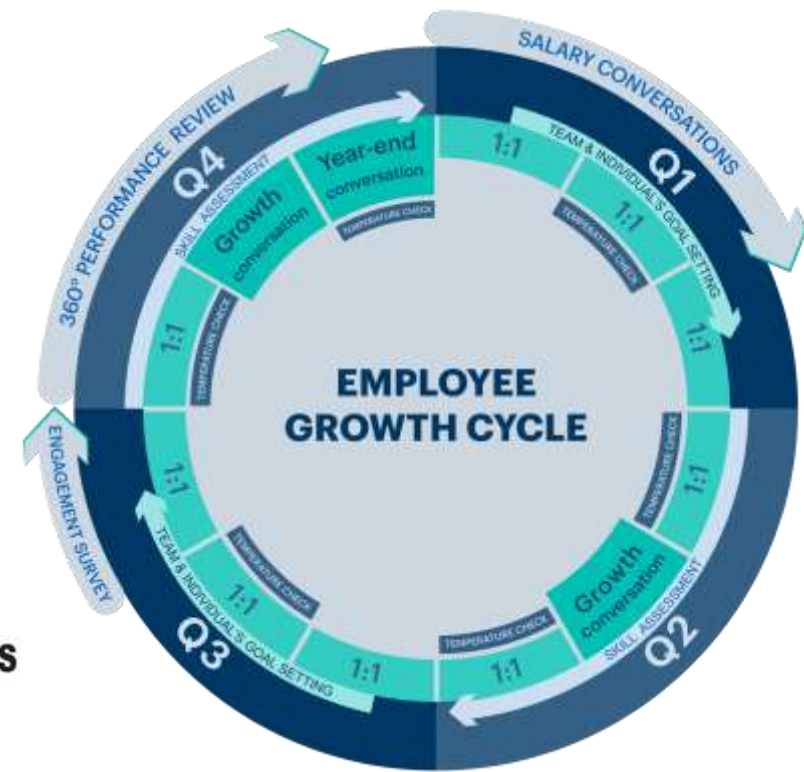 SALARY CONVERSATIONS
Q1
TEAM & INDIVIDUAL'S GOAL SETTING
1:1
1:1
TEMPERATURE CHECK
1:1
1:1
TEMPERATURE CHECK
Growth
conversation
SKILL ASSESSMENT
Q2
1:1
TEMPERATURE CHECK
1:1
TEAM & INDIVIDUAL'S GOAL SETTING
Q3
1:1
TEMPERATURE CHECK
1:1
ENGAGEMENT SURVEY
360° PERFORMANCE REVIEW
Q4
SKILL ASSESSMENT
1:1
TEMPERATURE CHECK
Growth
conversation
Year-end
conversation
TEMPERATURE CHECK
EMPLOYEE
GROWTH CYCLE
S